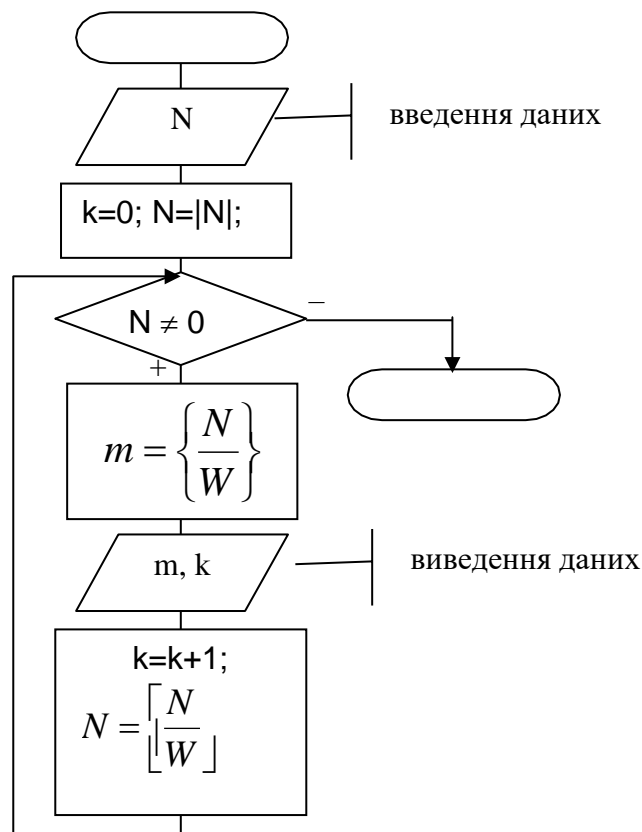 N
введення даних
k=0; N=|N|;
N ≠ 0
−
+
m = {N/W}
m, k
виведення даних
k=k+1;
N = [N/W]